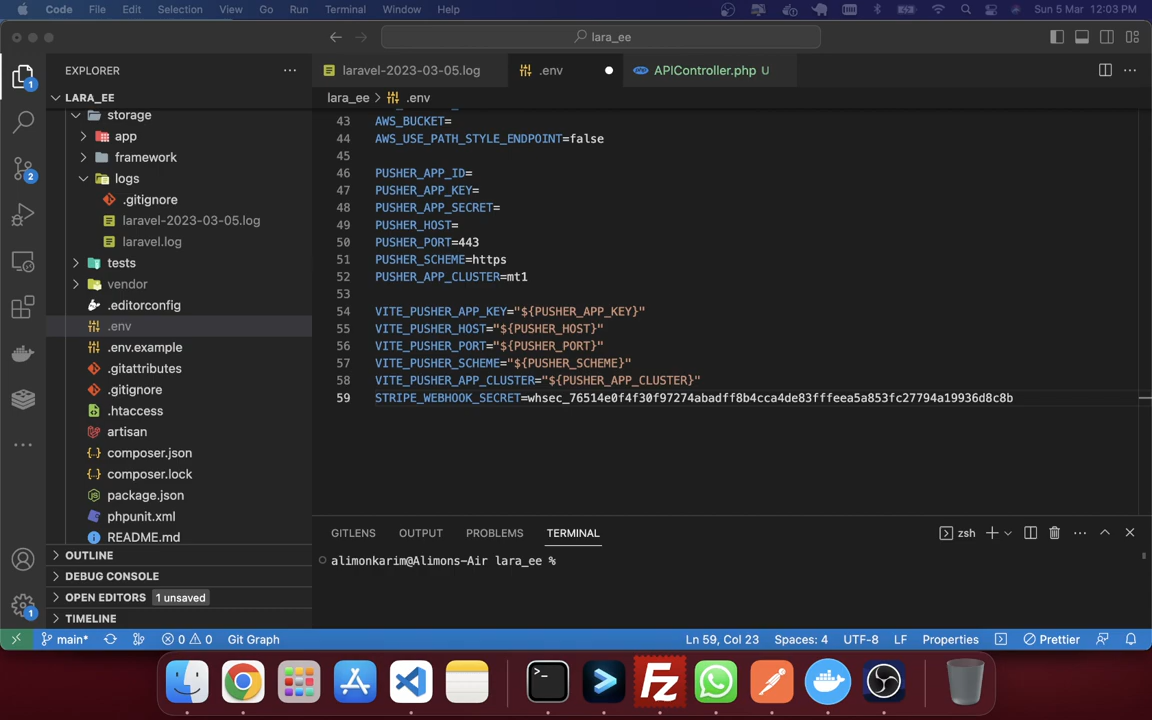 Code File Edit Selection View Go Run Terminal Window Help Sun 5 Mar 12:03 PM
lara_ee
EXPLORER
laravel-2023-03-05.log
.env
php APIController.php U
LARA_EE
lara_ee > .env
storage
app
framework
logs
.gitignore
laravel-2023-03-05.log
laravel.log
tests
vendor
.editorconfig
.env
.env.example
.gitattributes
.gitignore
.htaccess
artisan
composer.json
composer.lock
package.json
phpunit.xml
README.md
OUTLINE
DEBUG CONSOLE
OPEN EDITORS 1 unsaved
TIMELINE
1
2
1
43 AWS_BUCKET=
44 AWS_USE_PATH_STYLE_ENDPOINT=false
45
46 PUSHER_APP_ID=
47 PUSHER_APP_KEY=
48 PUSHER_APP_SECRET=
49 PUSHER_HOST=
50 PUSHER_PORT=443
51 PUSHER_SCHEME=https
52 PUSHER_APP_CLUSTER=mt1
53
54 VITE_PUSHER_APP_KEY="${PUSHER_APP_KEY}"
55 VITE_PUSHER_HOST="${PUSHER_HOST}"
56 VITE_PUSHER_PORT="${PUSHER_PORT}"
57 VITE_PUSHER_SCHEME="${PUSHER_SCHEME}"
58 VITE_PUSHER_APP_CLUSTER="${PUSHER_APP_CLUSTER}"
59 STRIPE_WEBHOOK_SECRET=whsec_76514e0f4f30f97274abadff8b4cca4de83fffeea5a853fc27794a19936d8c8b
GITLENS OUTPUT PROBLEMS TERMINAL
zsh
alimonkarim@Alimons-Air lara_ee %
main* 0 0 Git Graph
Ln 59, Col 23 Spaces: 4 UTF-8 LF Properties Prettier
Fz